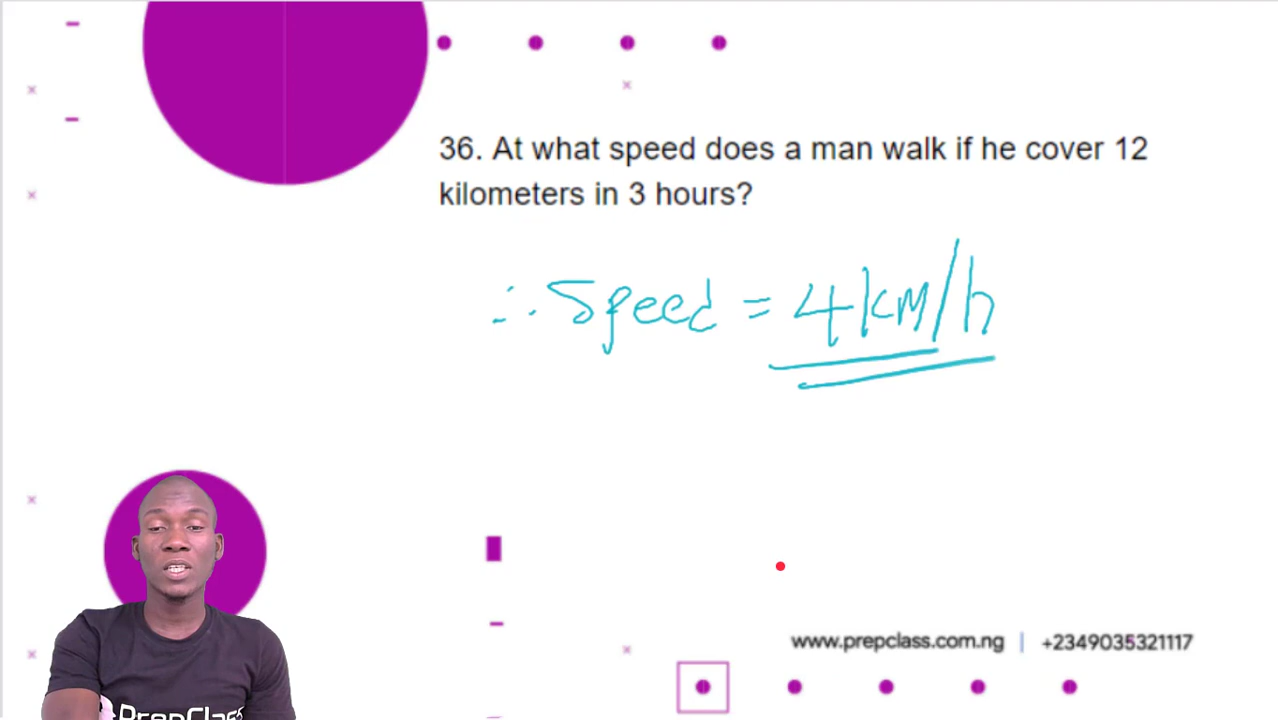 36. At what speed does a man walk if he cover 12
kilometers in 3 hours?
∴ Speed = 4km/h
www.prepclass.com.ng | +2349035321117
PrepClass